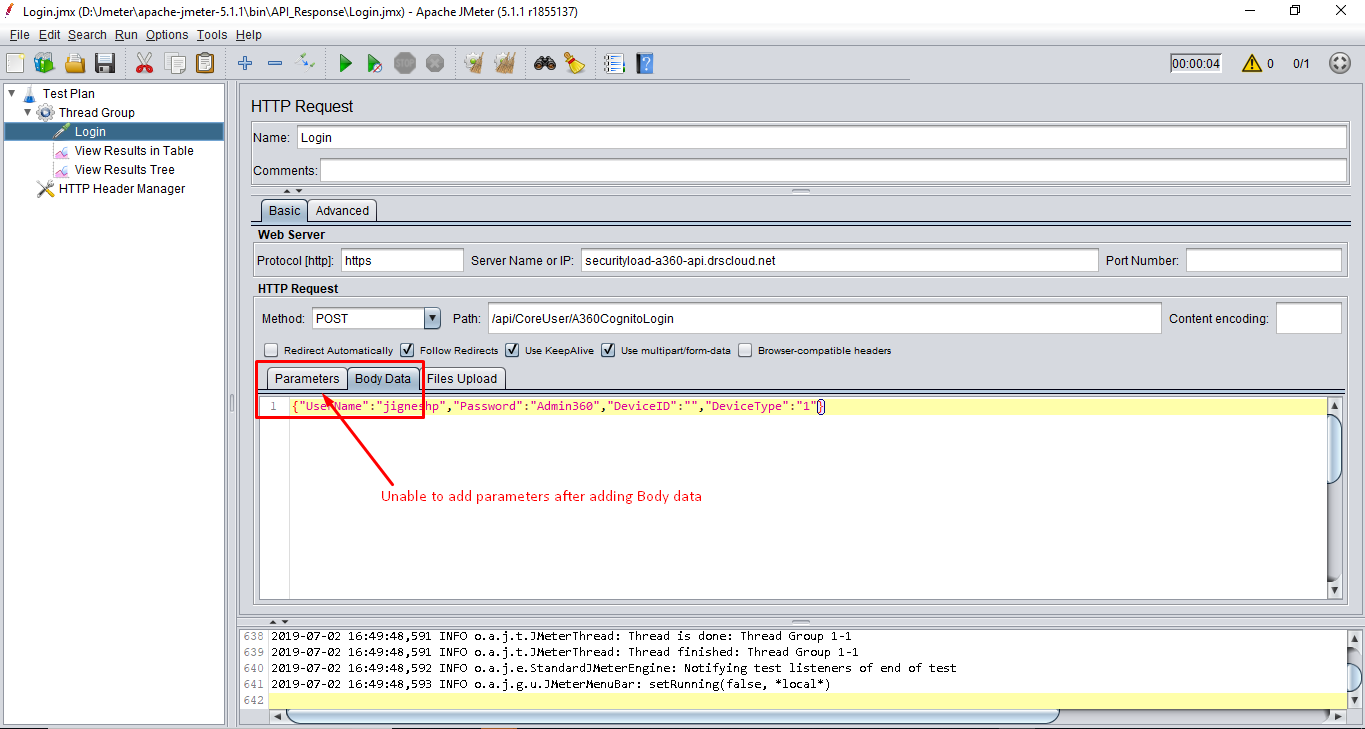 Login.jmx (D:\Jmeter\apache-jmeter-5.1.1\bin\API_Response\Login.jmx) - Apache JMeter (5.1.1 r1855137)
File Edit Search Run Options Tools Help
STOP
00:00:04 0 0/1
Test Plan
Thread Group
Login
View Results in Table
View Results Tree
HTTP Header Manager
HTTP Request
Name: Login
Comments:
Basic Advanced
Web Server
Protocol [http]: https Server Name or IP: securityload-a360-api.drscloud.net Port Number:
HTTP Request
Method: POST Path: /api/CoreUser/A360CognitoLogin Content encoding:
Redirect Automatically Follow Redirects Use KeepAlive Use multipart/form-data Browser-compatible headers
Parameters Body Data Files Upload
1 {"UserName":"jigneshp","Password":"Admin360","DeviceID":"","DeviceType":"1"}
Unable to add parameters after adding Body data
638 2019-07-02 16:49:48,591 INFO o.a.j.t.JMeterThread: Thread is done: Thread Group 1-1
639 2019-07-02 16:49:48,591 INFO o.a.j.t.JMeterThread: Thread finished: Thread Group 1-1
640 2019-07-02 16:49:48,592 INFO o.a.j.e.StandardJMeterEngine: Notifying test listeners of end of test
641 2019-07-02 16:49:48,593 INFO o.a.j.g.u.JMeterMenuBar: setRunning(false, *local*)
642